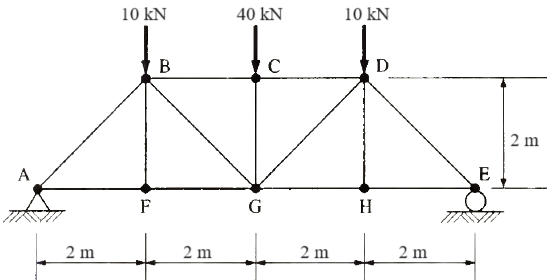 10 kN 40 kN 10 kN
B C D
2 m
A E
F G H
2 m 2 m 2 m 2 m